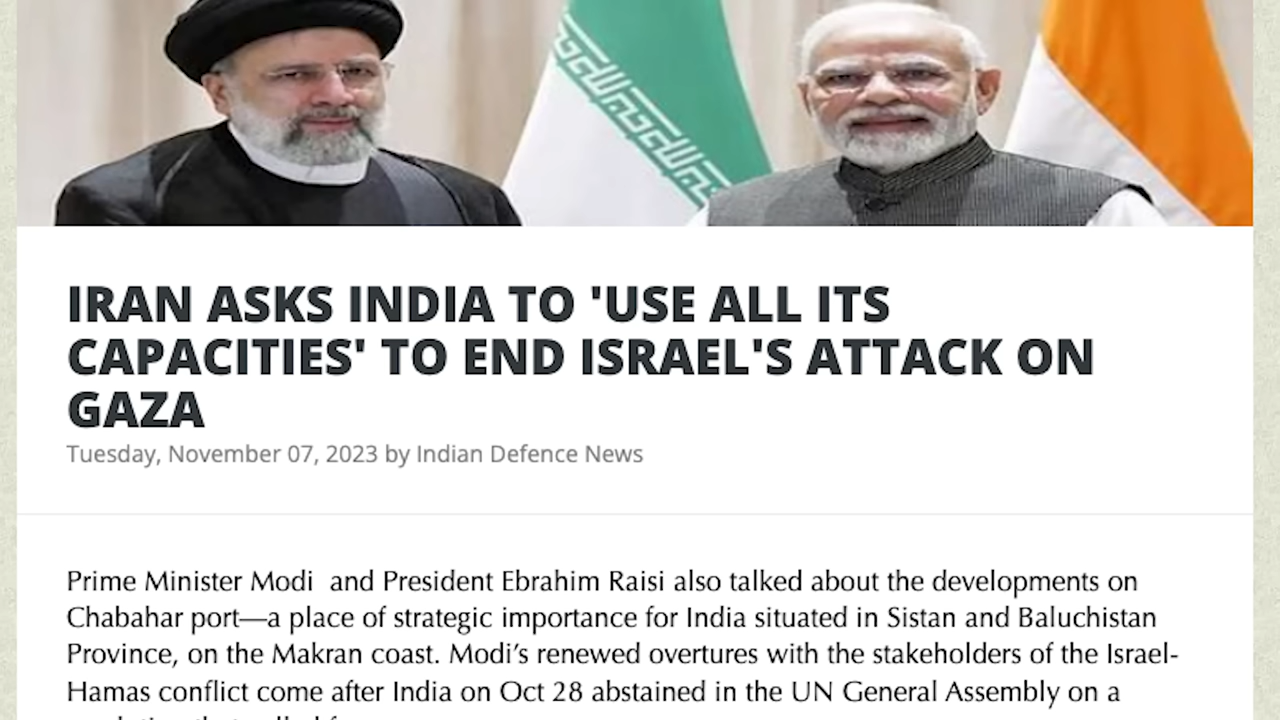 IRAN ASKS INDIA TO 'USE ALL ITS
CAPACITIES' TO END ISRAEL'S ATTACK ON
GAZA
Tuesday, November 07, 2023 by Indian Defence News
Prime Minister Modi and President Ebrahim Raisi also talked about the developments on
Chabahar port—a place of strategic importance for India situated in Sistan and Baluchistan
Province, on the Makran coast. Modi’s renewed overtures with the stakeholders of the Israel-
Hamas conflict come after India on Oct 28 abstained in the UN General Assembly on a